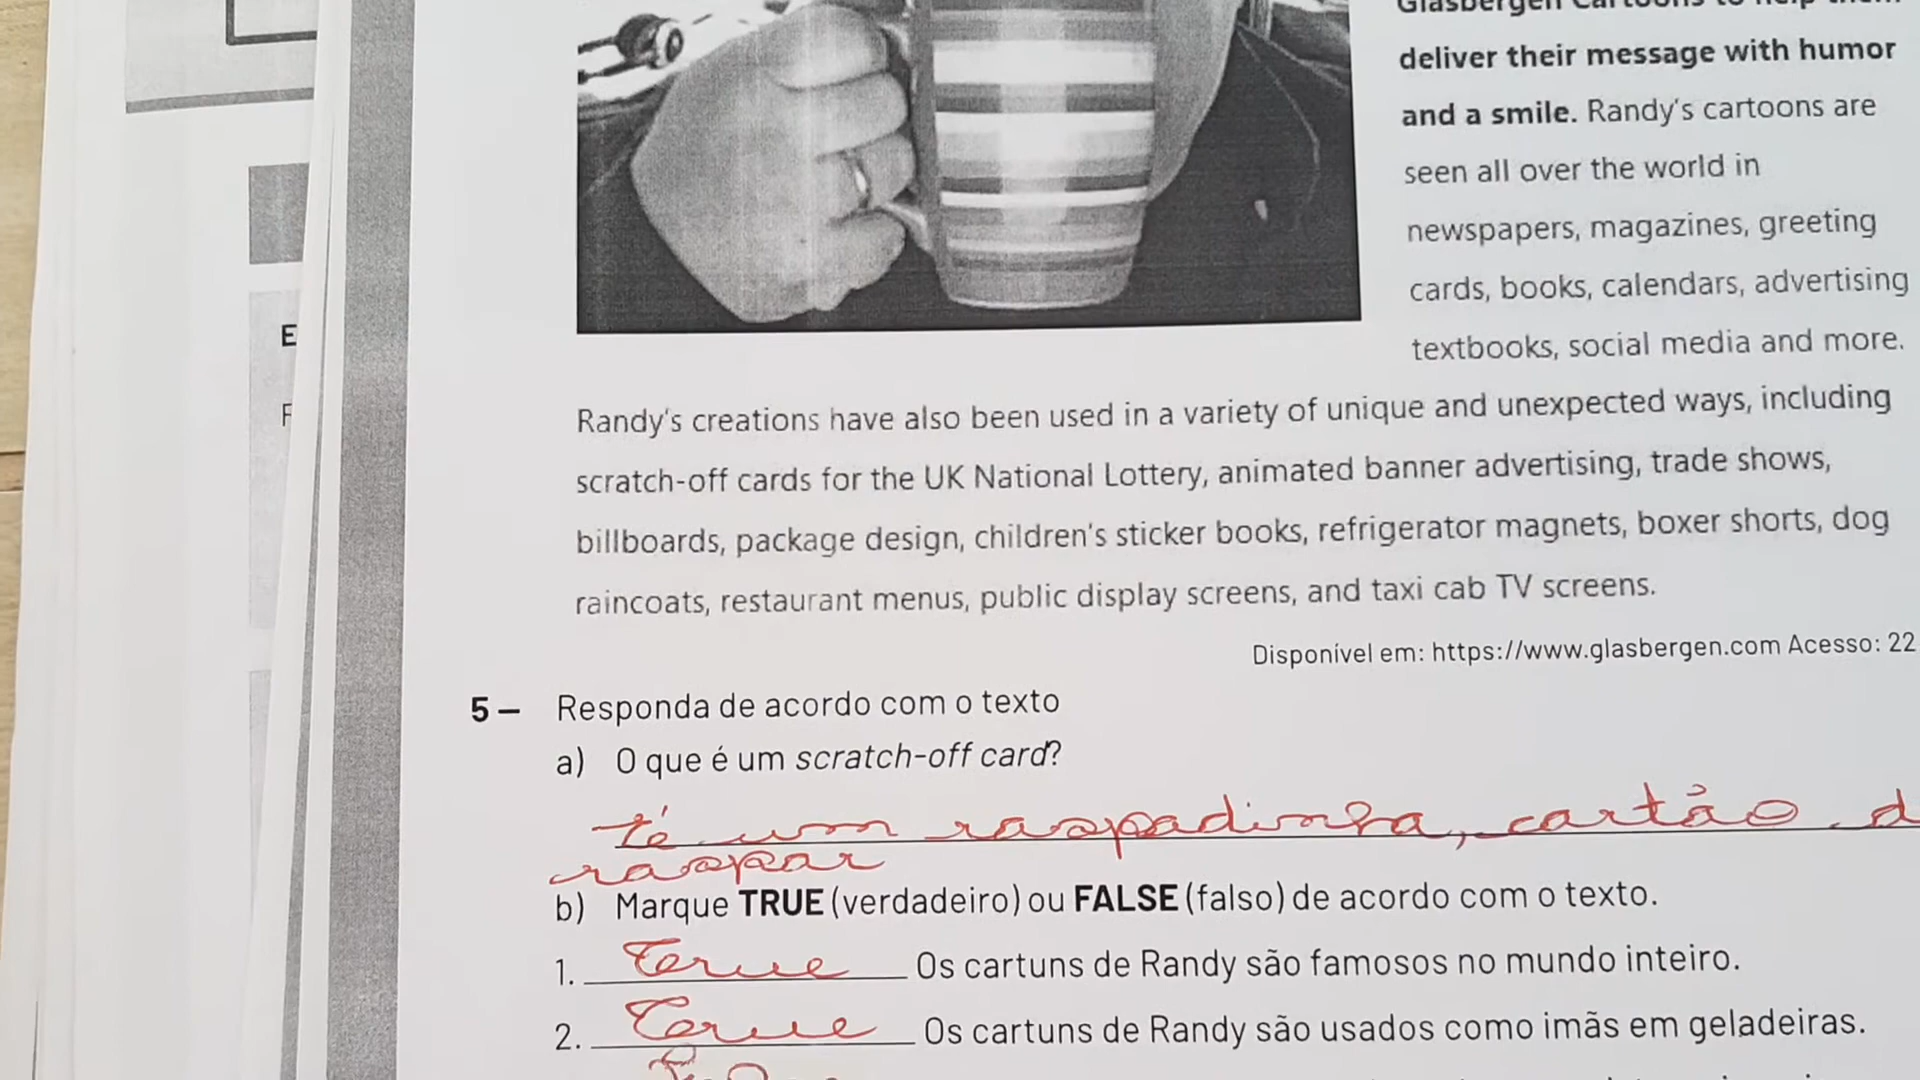 Glasbergen Cartoons to help them
deliver their message with humor
and a smile. Randy's cartoons are
seen all over the world in
newspapers, magazines, greeting
cards, books, calendars, advertising
textbooks, social media and more.
Randy's creations have also been used in a variety of unique and unexpected ways, including
scratch-off cards for the UK National Lottery, animated banner advertising, trade shows,
billboards, package design, children's sticker books, refrigerator magnets, boxer shorts, dog
raincoats, restaurant menus, public display screens, and taxi cab TV screens.
Disponível em: https://www.glasbergen.com Acesso: 22
5 – Responda de acordo com o texto
a) O que é um scratch-off card?
um raspadinha, cartão d
raspar
b) Marque TRUE (verdadeiro) ou FALSE (falso) de acordo com o texto.
1. True Os cartuns de Randy são famosos no mundo inteiro.
2. True Os cartuns de Randy são usados como imãs em geladeiras.
E
F